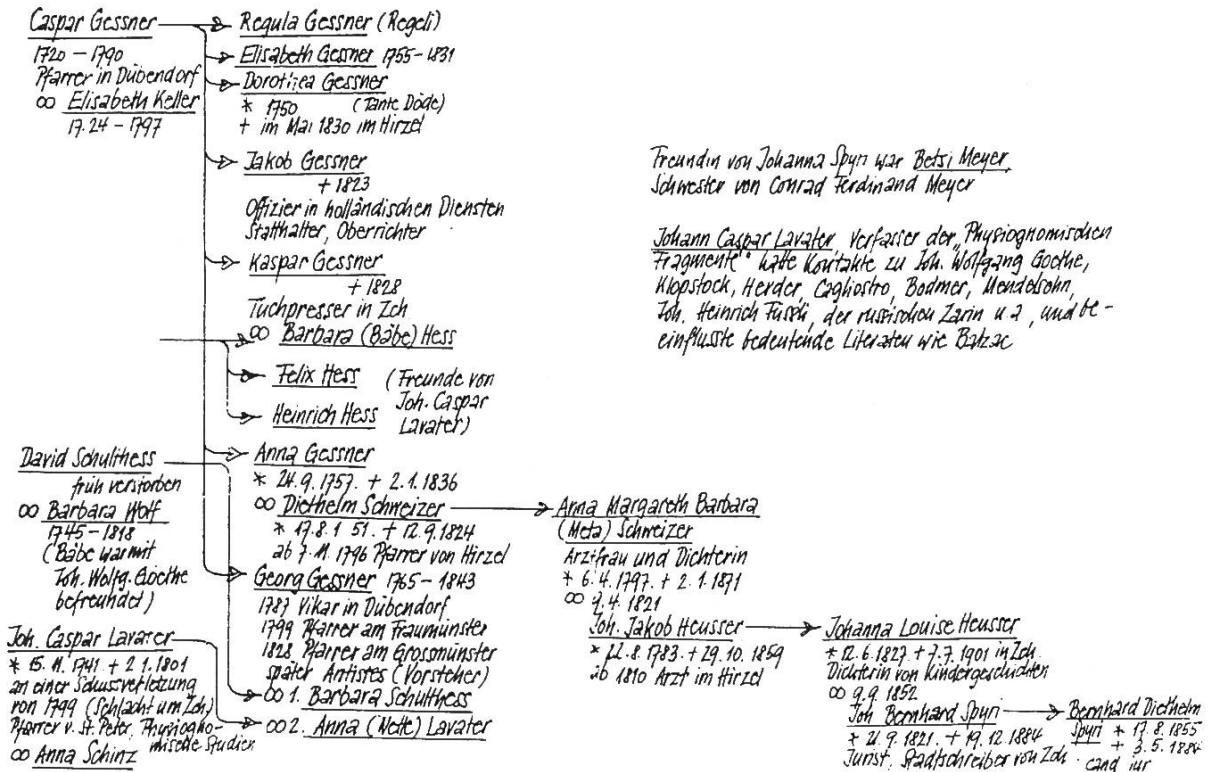 Caspar Gessner
1720 – 1790
Pfarrer in Dübendorf
∞ Elisabeth Keller
17.24 – 1797
Regula Gessner (Regeli)
Elisabeth Gessner 1755 – 1831
Dorothea Gessner
* 1750 (Tante Döde)
+ im Mai 1830 im Hirzel
Jakob Gessner
+ 1823
Offizier in holländischen Diensten
Statthalter, Oberrichter
Kaspar Gessner
+ 1828
Tuchpresser in Zch
∞ Barbara (Bäbe) Hess
Felix Hess (Freunde von
Joh. Caspar
Heinrich Hess Lavater)
Freundin von Johanna Spyri war Betsi Meyer,
Schwester von Conrad Ferdinand Meyer
Johann Caspar Lavater, Verfasser der „Physiognomischen
Fragmente" hatte Kontakte zu Joh. Wolfgang Goethe,
Klopstock, Herder, Cagliostro, Bodmer, Mendelsohn,
Joh. Heinrich Füssli, der russischen Zarin u.a, und be-
einflusste bedeutende Literaten wie Balzac
David Schulthess
früh verstorben
∞ Barbara Wolf
1745 – 1818
(Bäbe war mit
Joh. Wolfg. Goethe
befreundet)
Anna Gessner
* 24.9.1757. + 2.1.1836
∞ Diethelm Schweizer
* 17.8.1 51. + 12.9.1824
ab 7.11.1796 Pfarrer von Hirzel
Georg Gessner 1765 – 1843
1787 Vikar in Dübendorf
1799 Pfarrer am Fraumünster
1828 Pfarrer am Grossmünster
später Antistes (Vorsteher)
∞ 1. Barbara Schulthess
∞ 2. Anna (Nette) Lavater
Joh. Caspar Lavater
* 15.11.1741 + 2.1.1801
an einer Schussverletzung
von 1799 (Schlacht um Zch)
Pfarrer v. St. Peter, Physiogno-
mische Studien
∞ Anna Schinz
Anna Margareth Barbara
(Meta) Schweizer
Arztfrau und Dichterin
* 6.4.1797. + 2.1.1871
∞ 9.4.1821
Joh. Jakob Heusser
* 22.8.1783. + 29.10.1859
ab 1810 Arzt im Hirzel
Johanna Louise Heusser
* 12.6.1827 + 7.7.1901 in Zch.
Dichterin von Kindergeschichten
∞ 9.9.1852
Joh Bernhard Spyri
* 21.9.1821. + 19.12.1884
Jurist, Stadtschreiber von Zch
Bernhard Diethelm
Spyri * 17.8.1855
+ 3.5.1884
cand iur